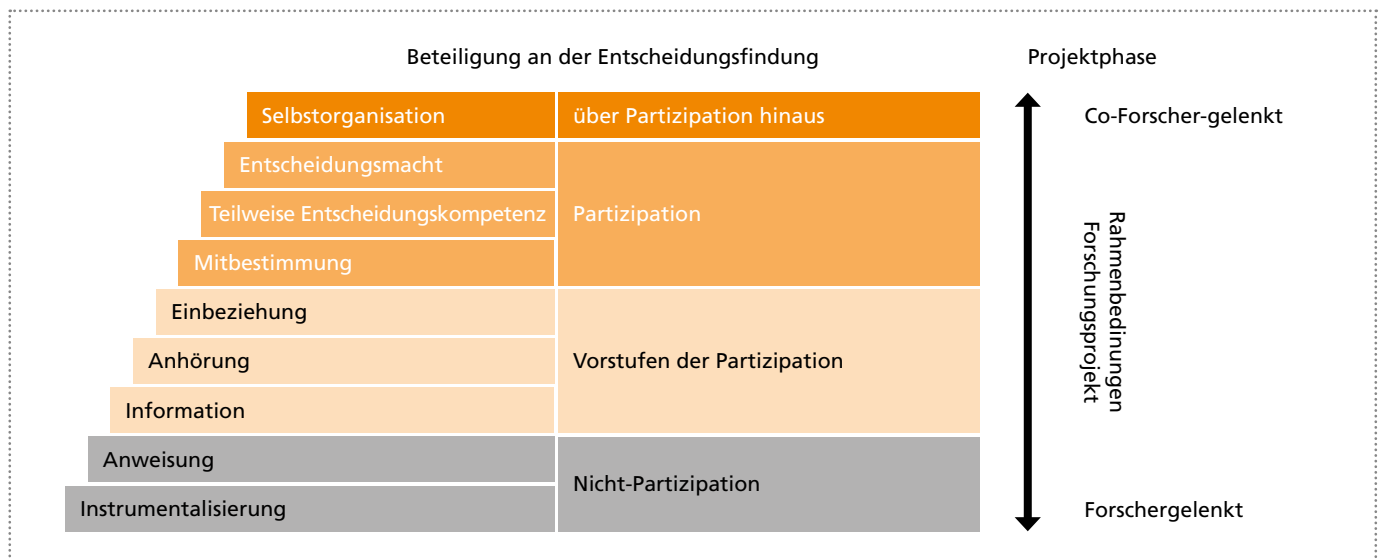 Beteiligung an der Entscheidungsfindung
Projektphase
Selbstorganisation
über Partizipation hinaus
Co-Forscher-gelenkt
Entscheidungsmacht
Teilweise Entscheidungskompetenz
Partizipation
Mitbestimmung
Einbeziehung
Anhörung
Vorstufen der Partizipation
Information
Rahmenbedinungen
Forschungsprojekt
Anweisung
Nicht-Partizipation
Instrumentalisierung
Forschergelenkt